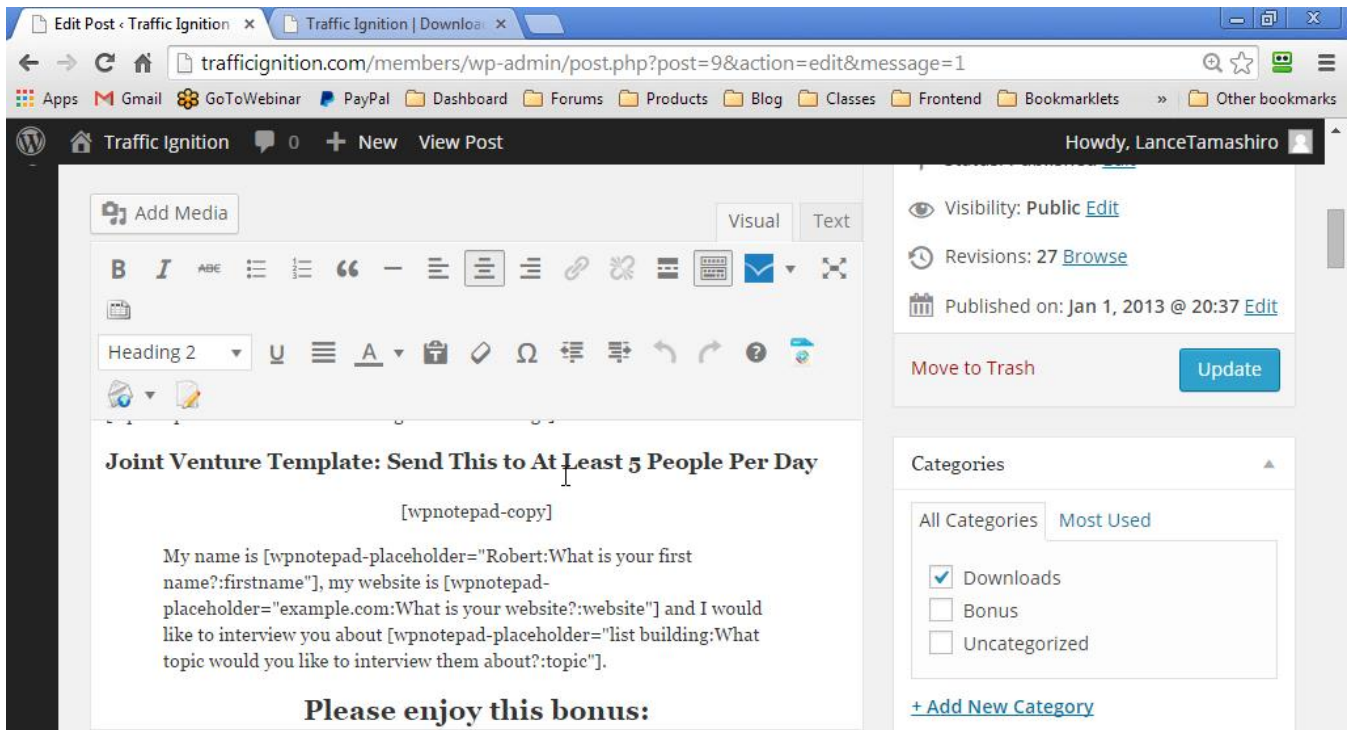 Edit Post ‹ Traffic Ignition
Traffic Ignition | Downloa
trafficignition.com/members/wp-admin/post.php?post=9&action=edit&message=1
Apps Gmail GoToWebinar PayPal Dashboard Forums Products Blog Classes Frontend Bookmarklets » Other bookmarks
Traffic Ignition 0 + New View Post Howdy, LanceTamashiro
Add Media
Visual Text
B I ABC
Heading 2 U A Ω
Joint Venture Template: Send This to At Least 5 People Per Day
[wpnotepad-copy]
My name is [wpnotepad-placeholder="Robert:What is your first
name?:firstname"], my website is [wpnotepad-
placeholder="example.com:What is your website?:website"] and I would
like to interview you about [wpnotepad-placeholder="list building:What
topic would you like to interview them about?:topic"].
Please enjoy this bonus:
Status: Published Edit
Visibility: Public Edit
Revisions: 27 Browse
Published on: Jan 1, 2013 @ 20:37 Edit
Move to Trash
Update
Categories
All Categories Most Used
Downloads
Bonus
Uncategorized
+ Add New Category